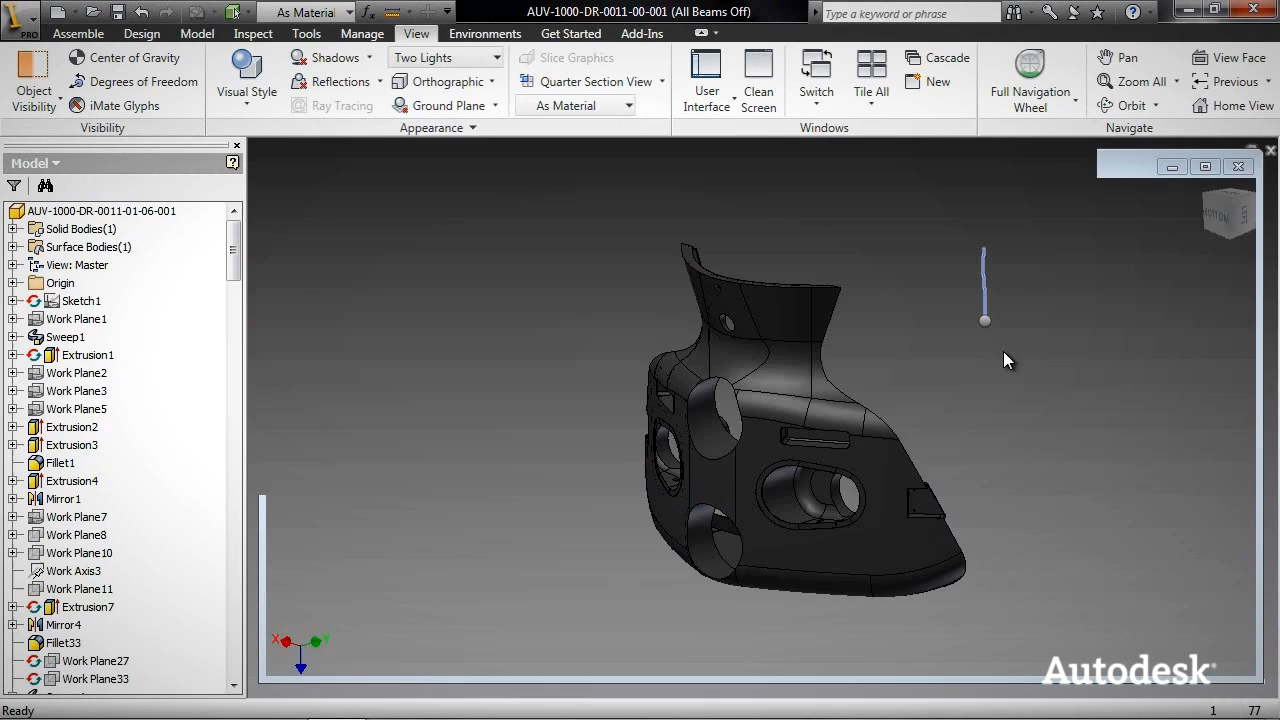 PRO
As Material
AUV-1000-DR-0011-00-001 (All Beams Off)
Type a keyword or phrase
Assemble Design Model Inspect Tools Manage View Environments Get Started Add-Ins
Object Visibility
Center of Gravity
Degrees of Freedom
iMate Glyphs
Visibility
Visual Style
Shadows
Reflections
Ray Tracing
Two Lights
Orthographic
Ground Plane
Slice Graphics
Quarter Section View
As Material
Appearance
User Interface
Clean Screen
Switch
Tile All
Cascade
New
Windows
Full Navigation Wheel
Pan
Zoom All
Orbit
View Face
Previous
Home View
Navigate
Model
AUV-1000-DR-0011-01-06-001
Solid Bodies(1)
Surface Bodies(1)
View: Master
Origin
Sketch1
Work Plane1
Sweep1
Extrusion1
Work Plane2
Work Plane3
Work Plane5
Extrusion2
Extrusion3
Fillet1
Extrusion4
Mirror1
Work Plane7
Work Plane8
Work Plane10
Work Axis3
Work Plane11
Extrusion7
Mirror4
Fillet33
Work Plane27
Work Plane33
BOTTOM
LEFT
X
Y
Autodesk
Ready
1 77